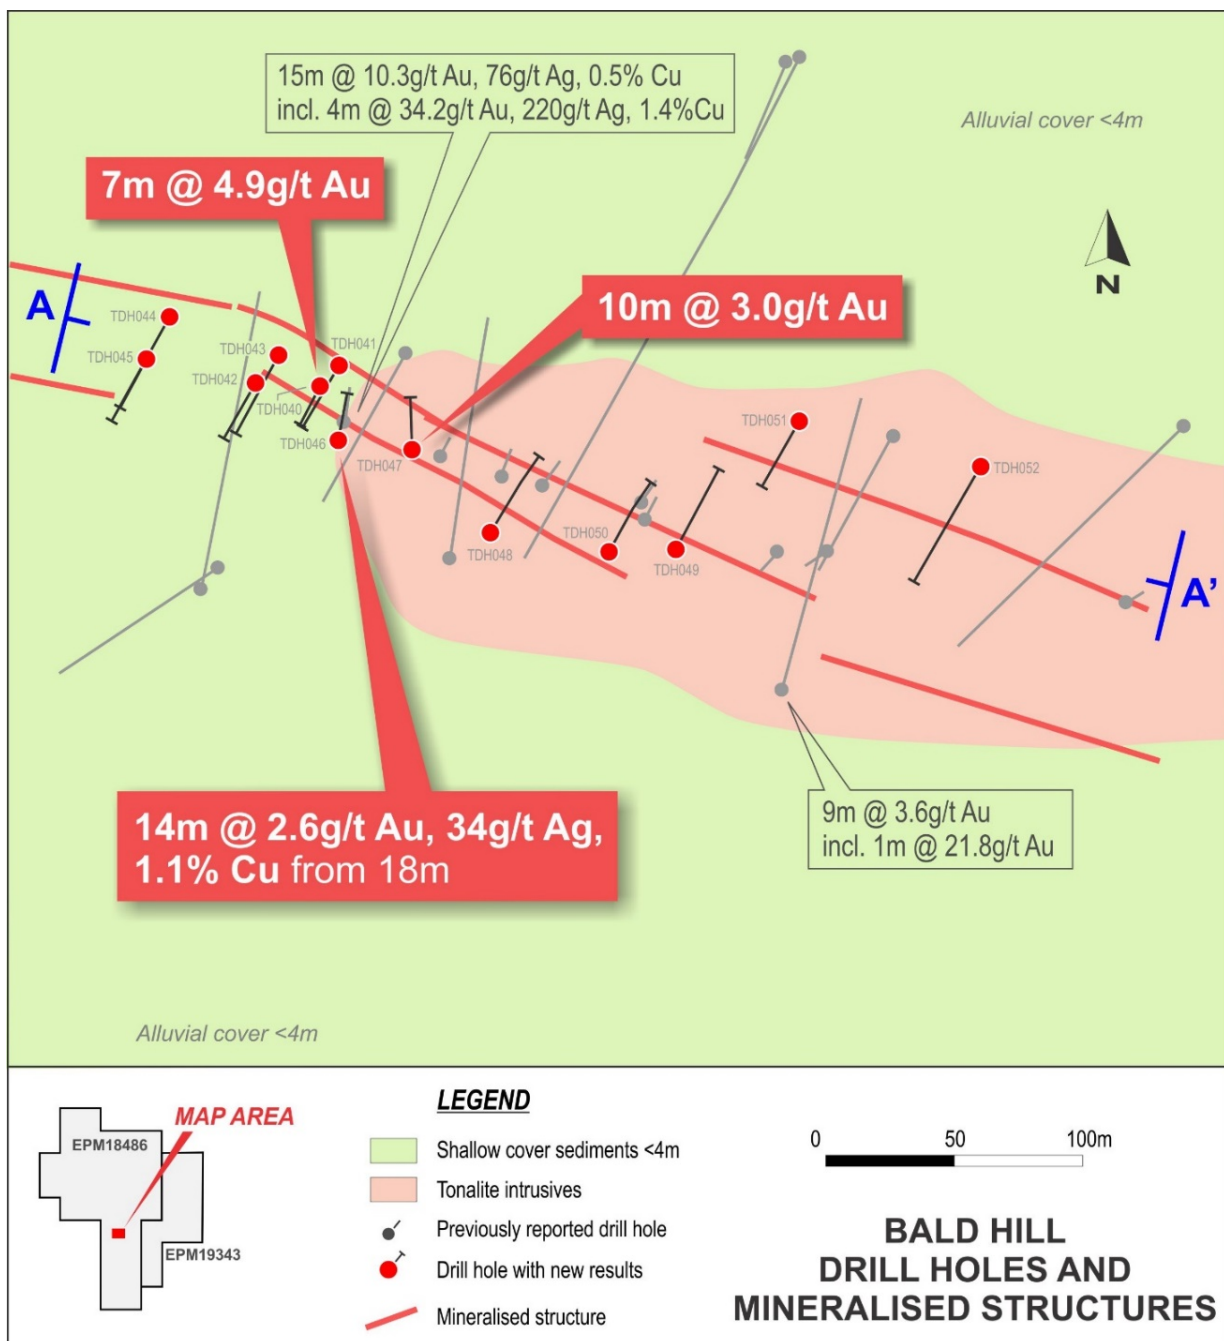 15m @ 10.3g/t Au, 76g/t Ag, 0.5% Cu
incl. 4m @ 34.2g/t Au, 220g/t Ag, 1.4%Cu
Alluvial cover <4m
7m @ 4.9g/t Au
N
10m @ 3.0g/t Au
A
TDH044
TDH045
TDH043
TDH042
TDH041
TDH040
TDH046
TDH047
TDH048
TDH050
TDH049
TDH051
TDH052
A'
14m @ 2.6g/t Au, 34g/t Ag,
1.1% Cu from 18m
9m @ 3.6g/t Au
incl. 1m @ 21.8g/t Au
Alluvial cover <4m
MAP AREA
EPM18486
EPM19343
LEGEND
Shallow cover sediments <4m
Tonalite intrusives
Previously reported drill hole
Drill hole with new results
Mineralised structure
0 50 100m
BALD HILL
DRILL HOLES AND
MINERALISED STRUCTURES